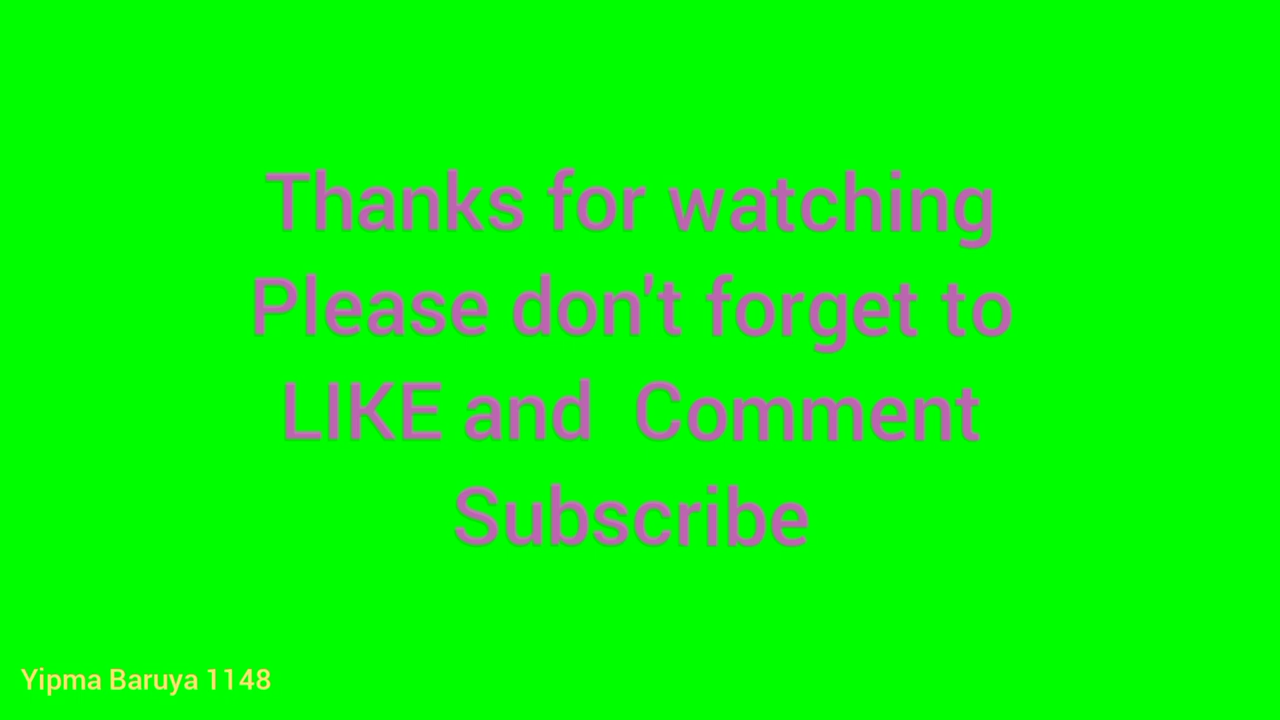 Thanks for watching
Please don't forget to
LIKE and  Comment
Subscribe
Yipma Baruya 1148